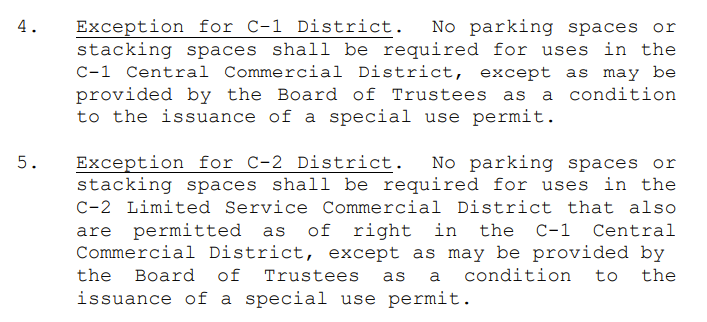 4. Exception for C-1 District. No parking spaces or
stacking spaces shall be required for uses in the
C-1 Central Commercial District, except as may be
provided by the Board of Trustees as a condition
to the issuance of a special use permit.
5. Exception for C-2 District. No parking spaces or
stacking spaces shall be required for uses in the
C-2 Limited Service Commercial District that also
are permitted as of right in the C-1 Central
Commercial District, except as may be provided by
the Board of Trustees as a condition to the
issuance of a special use permit.